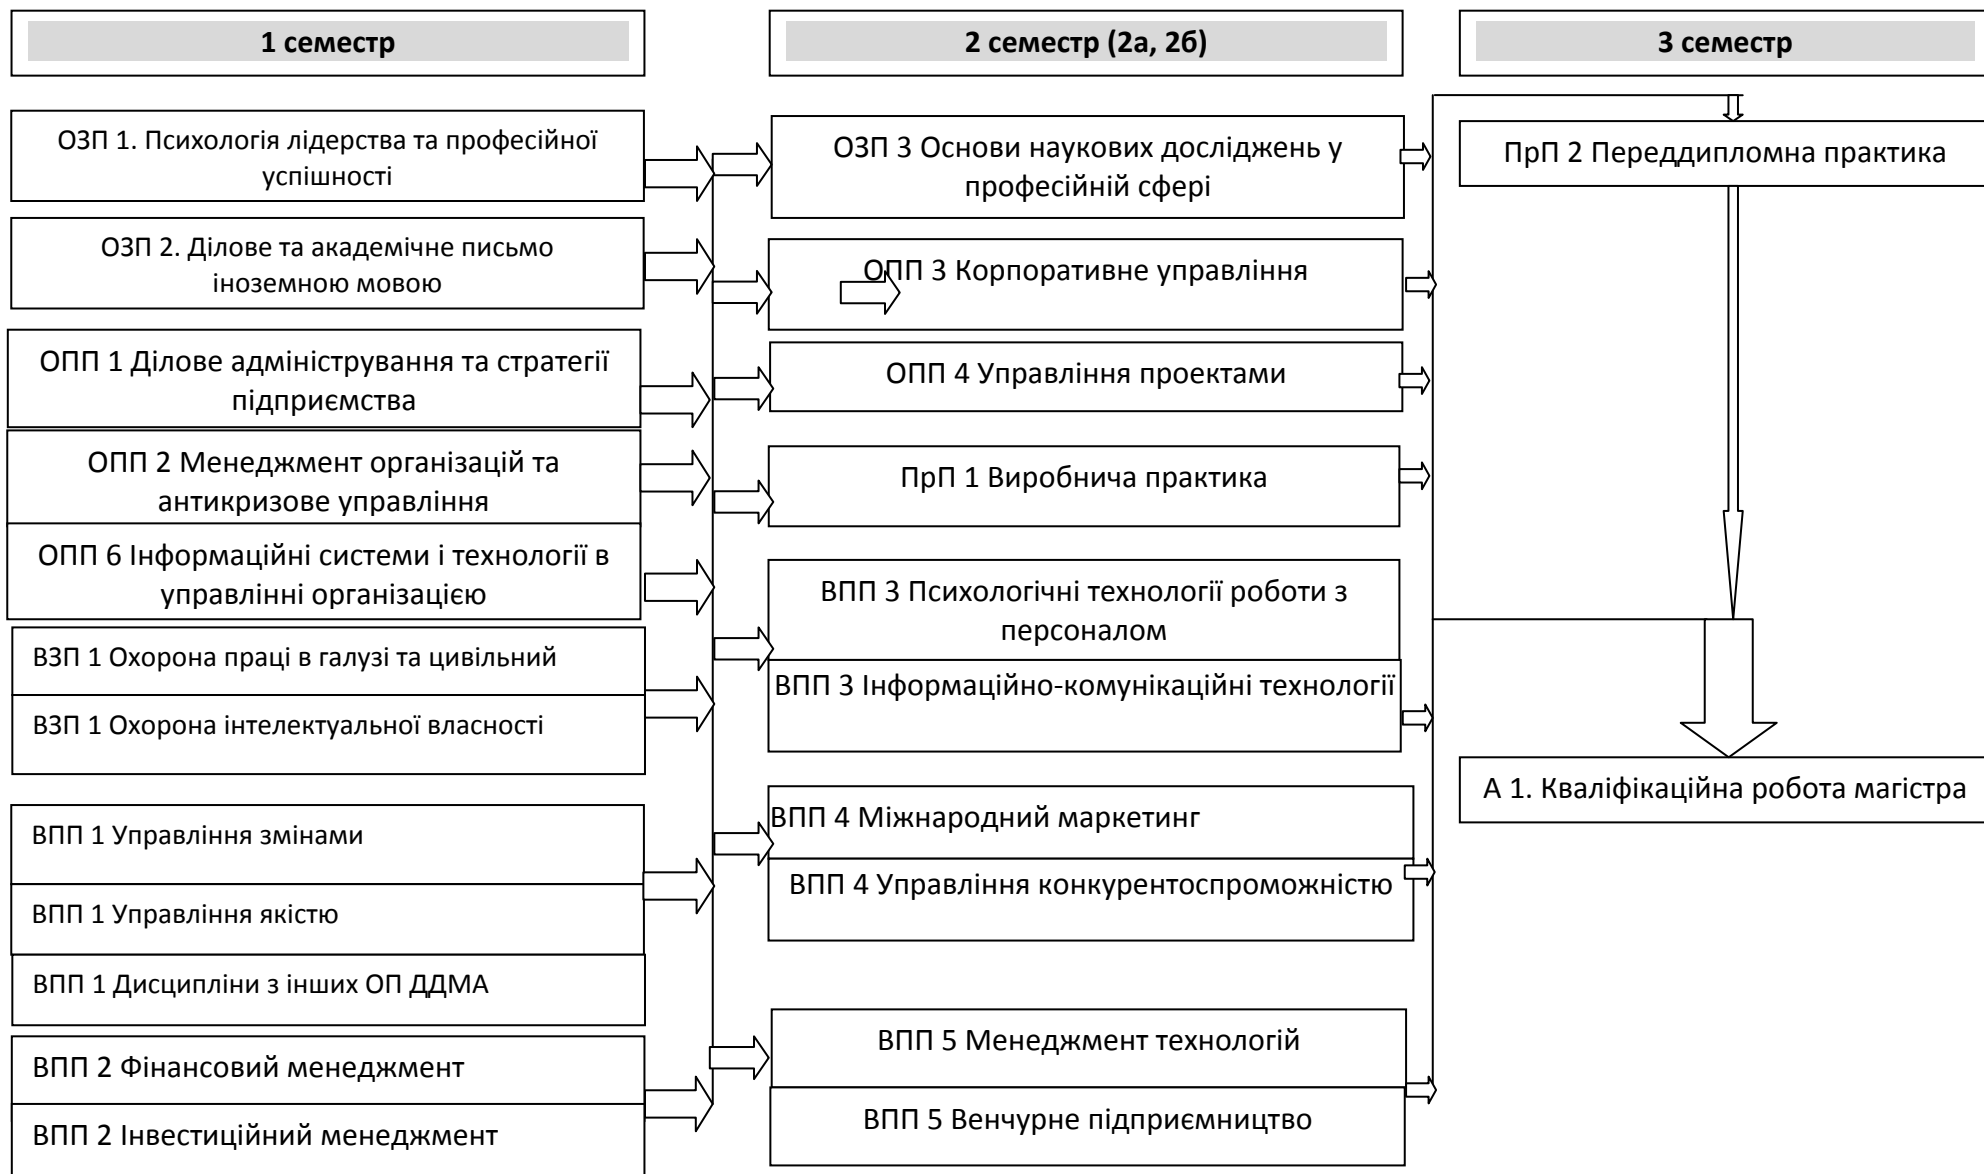 1 семестр
2 семестр (2а, 2б)
3 семестр
ОЗП 1. Психологія лідерства та професійної
успішності
ОЗП 2. Ділове та академічне письмо
іноземною мовою
ОПП 1 Ділове адміністрування та стратегії
підприємства
ОПП 2 Менеджмент організацій та
антикризове управління
ОПП 6 Інформаційні системи і технології в
управлінні організацією
ВЗП 1 Охорона праці в галузі та цивільний
ВЗП 1 Охорона інтелектуальної власності
ВПП 1 Управління змінами
ВПП 1 Управління якістю
ВПП 1 Дисципліни з інших ОП ДДМА
ВПП 2 Фінансовий менеджмент
ВПП 2 Інвестиційний менеджмент
ОЗП 3 Основи наукових досліджень у
професійній сфері
ОПП 3 Корпоративне управління
ОПП 4 Управління проектами
ПрП 1 Виробнича практика
ВПП 3 Психологічні технології роботи з
персоналом
ВПП 3 Інформаційно-комунікаційні технології
ВПП 4 Міжнародний маркетинг
ВПП 4 Управління конкурентоспроможністю
ВПП 5 Менеджмент технологій
ВПП 5 Венчурне підприємництво
ПрП 2 Переддипломна практика
А 1. Кваліфікаційна робота магістра